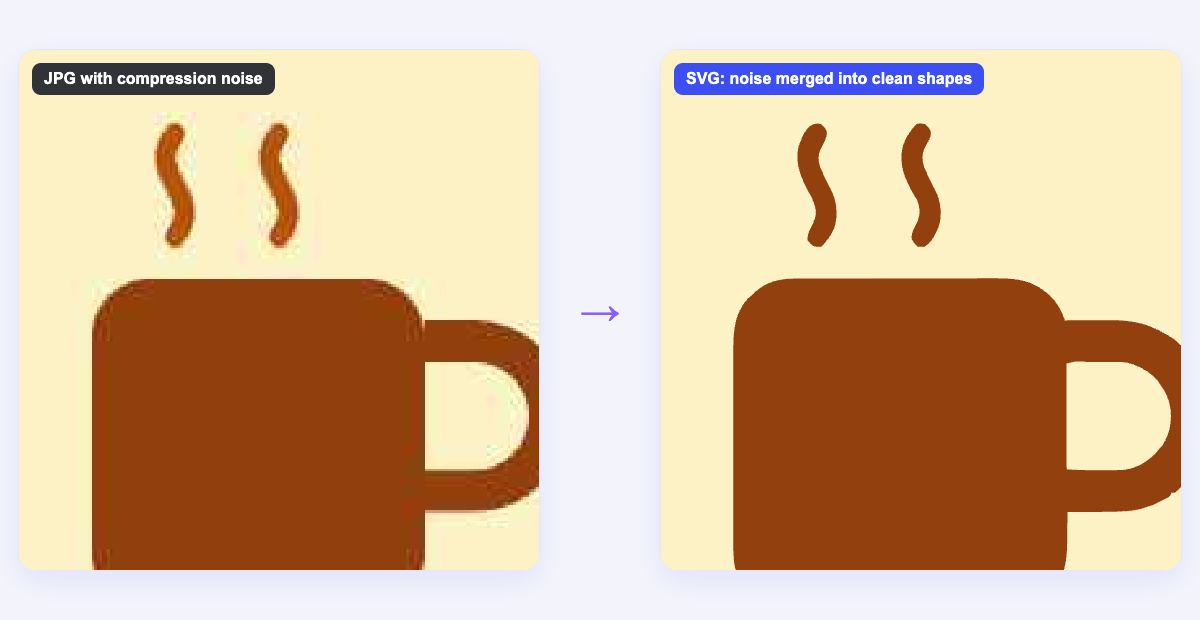 JPG with compression noise
SVG: noise merged into clean shapes
→